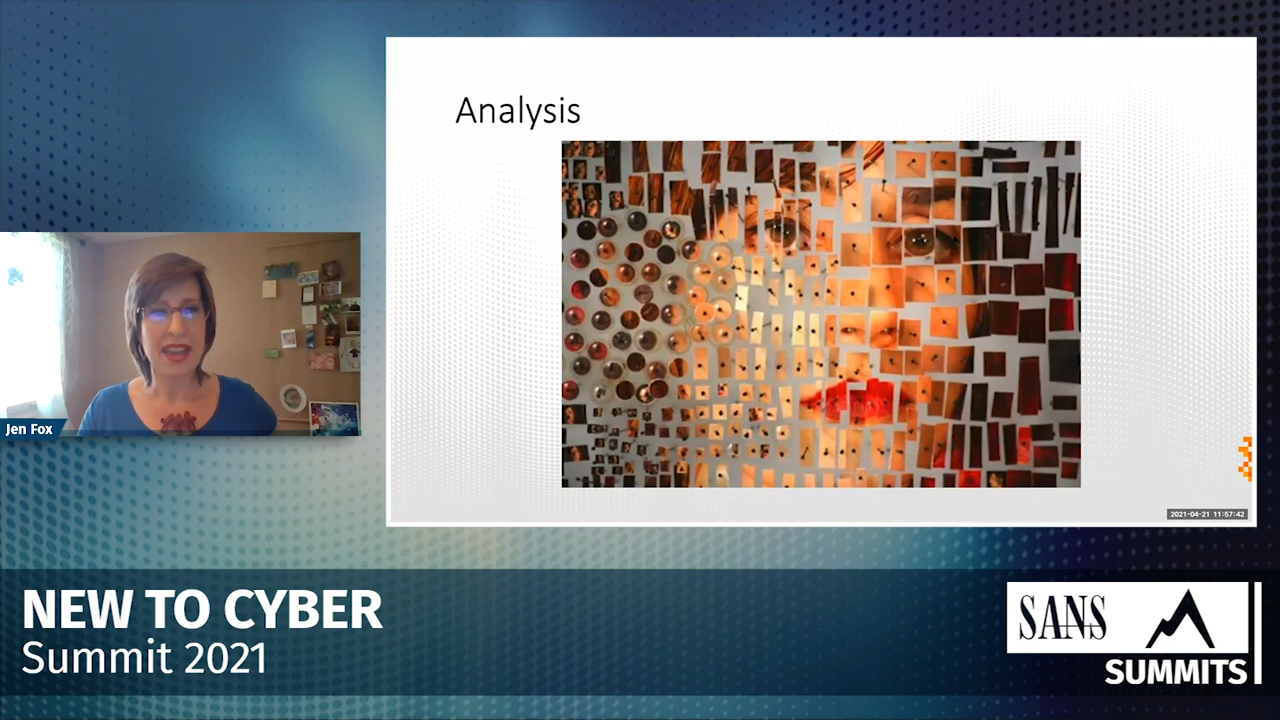 Analysis
Jen Fox
2021-04-21 11:57:42
NEW TO CYBER
Summit 2021
SANS
SUMMITS